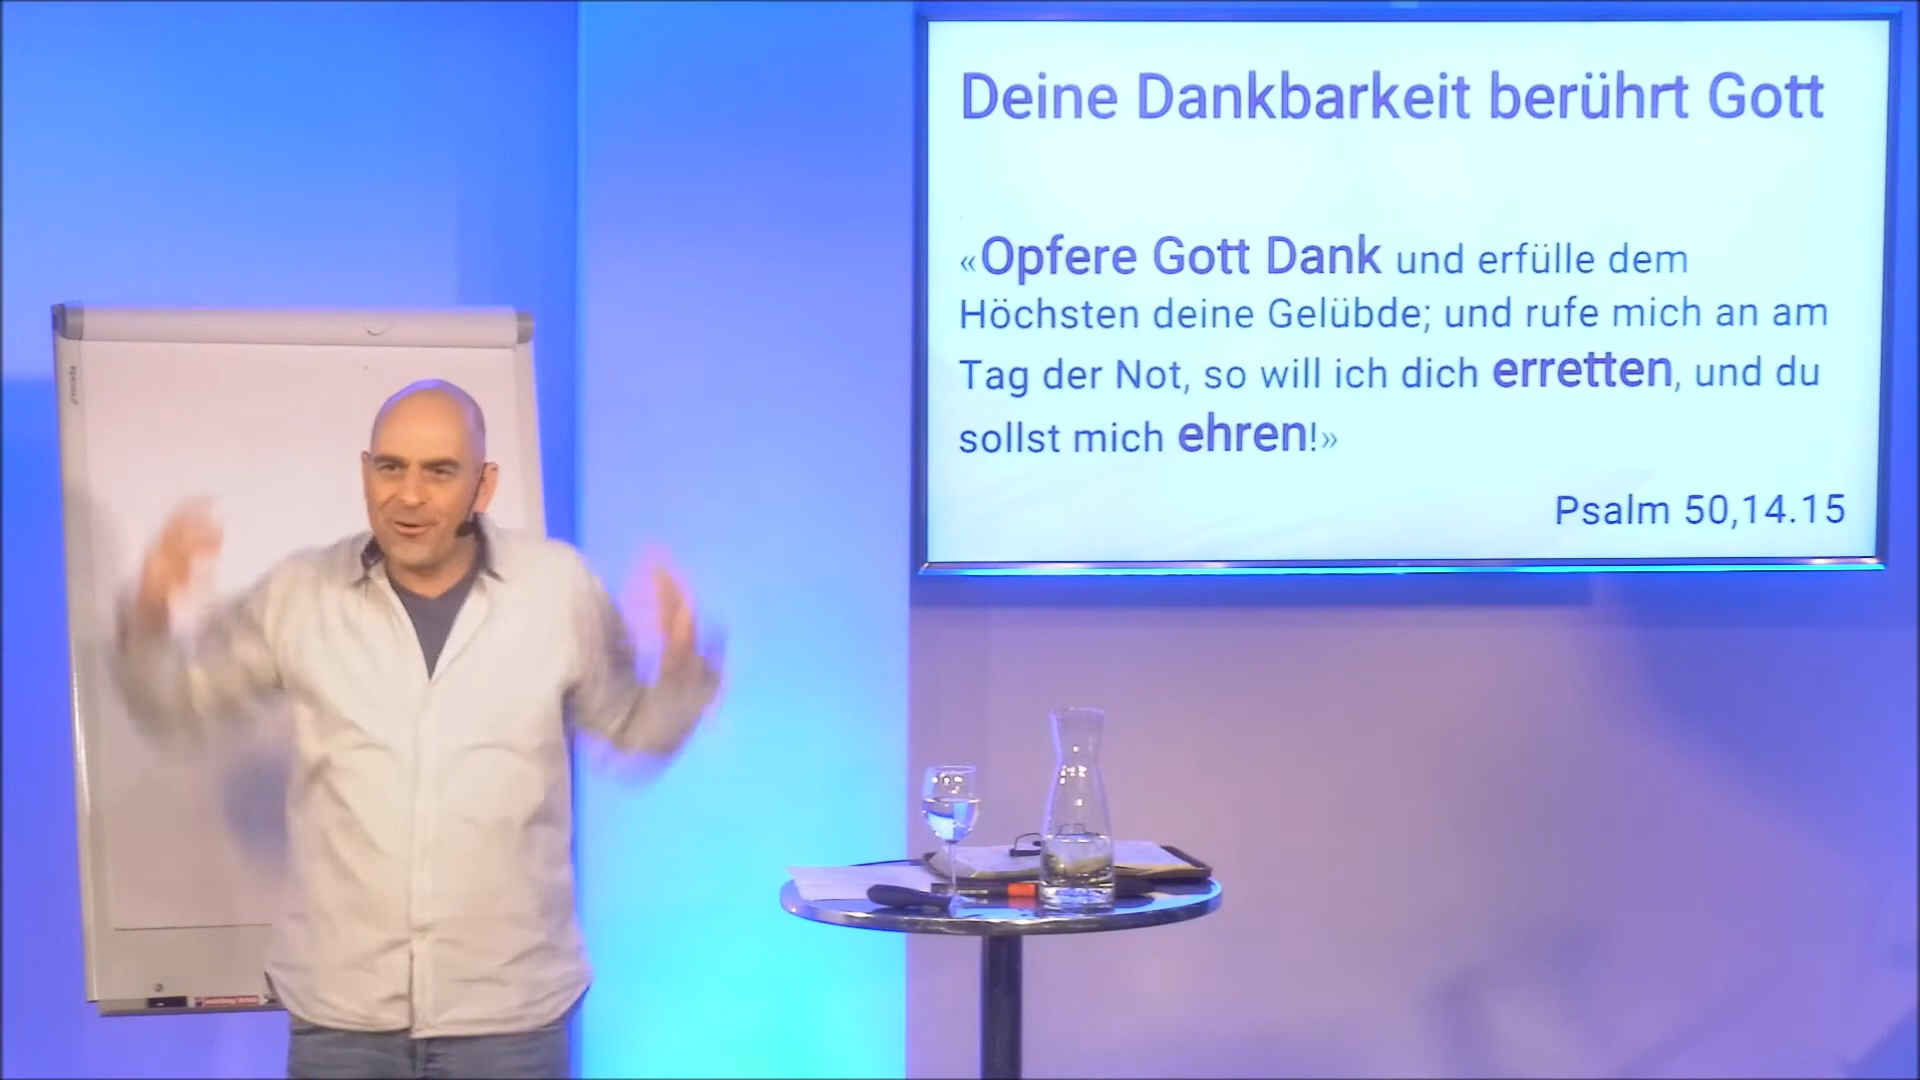 Deine Dankbarkeit berührt Gott
«Opfere Gott Dank und erfülle dem
Höchsten deine Gelübde; und rufe mich an am
Tag der Not, so will ich dich erretten, und du
sollst mich ehren!»
Psalm 50,14.15